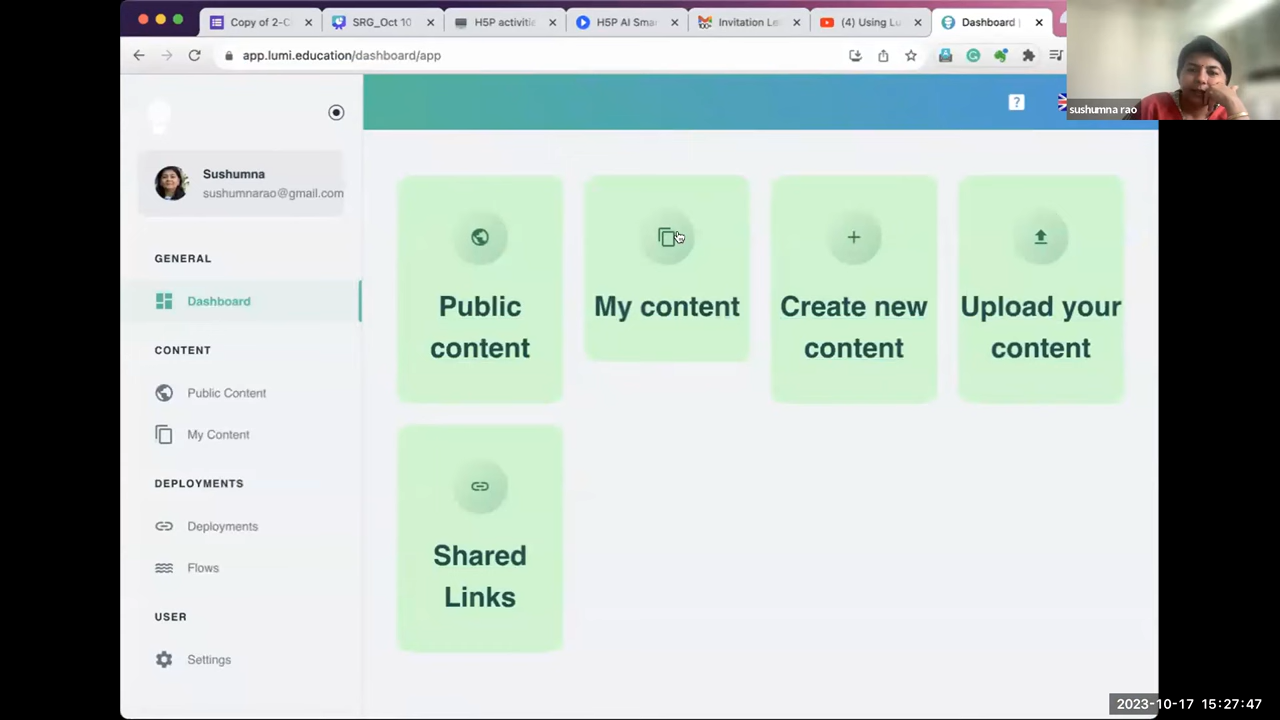 Copy of 2-C
SRG_Oct 10
H5P activitie
H5P AI Smar
Invitation Le
(4) Using Lu
Dashboard
app.lumi.education/dashboard/app
sushumna rao
?
Sushumna
sushumnarao@gmail.com
GENERAL
Dashboard
CONTENT
Public Content
My Content
DEPLOYMENTS
Deployments
Flows
USER
Settings
Public
content
My content
Create new
content
Upload your
content
Shared
Links
2023-10-17 15:27:47